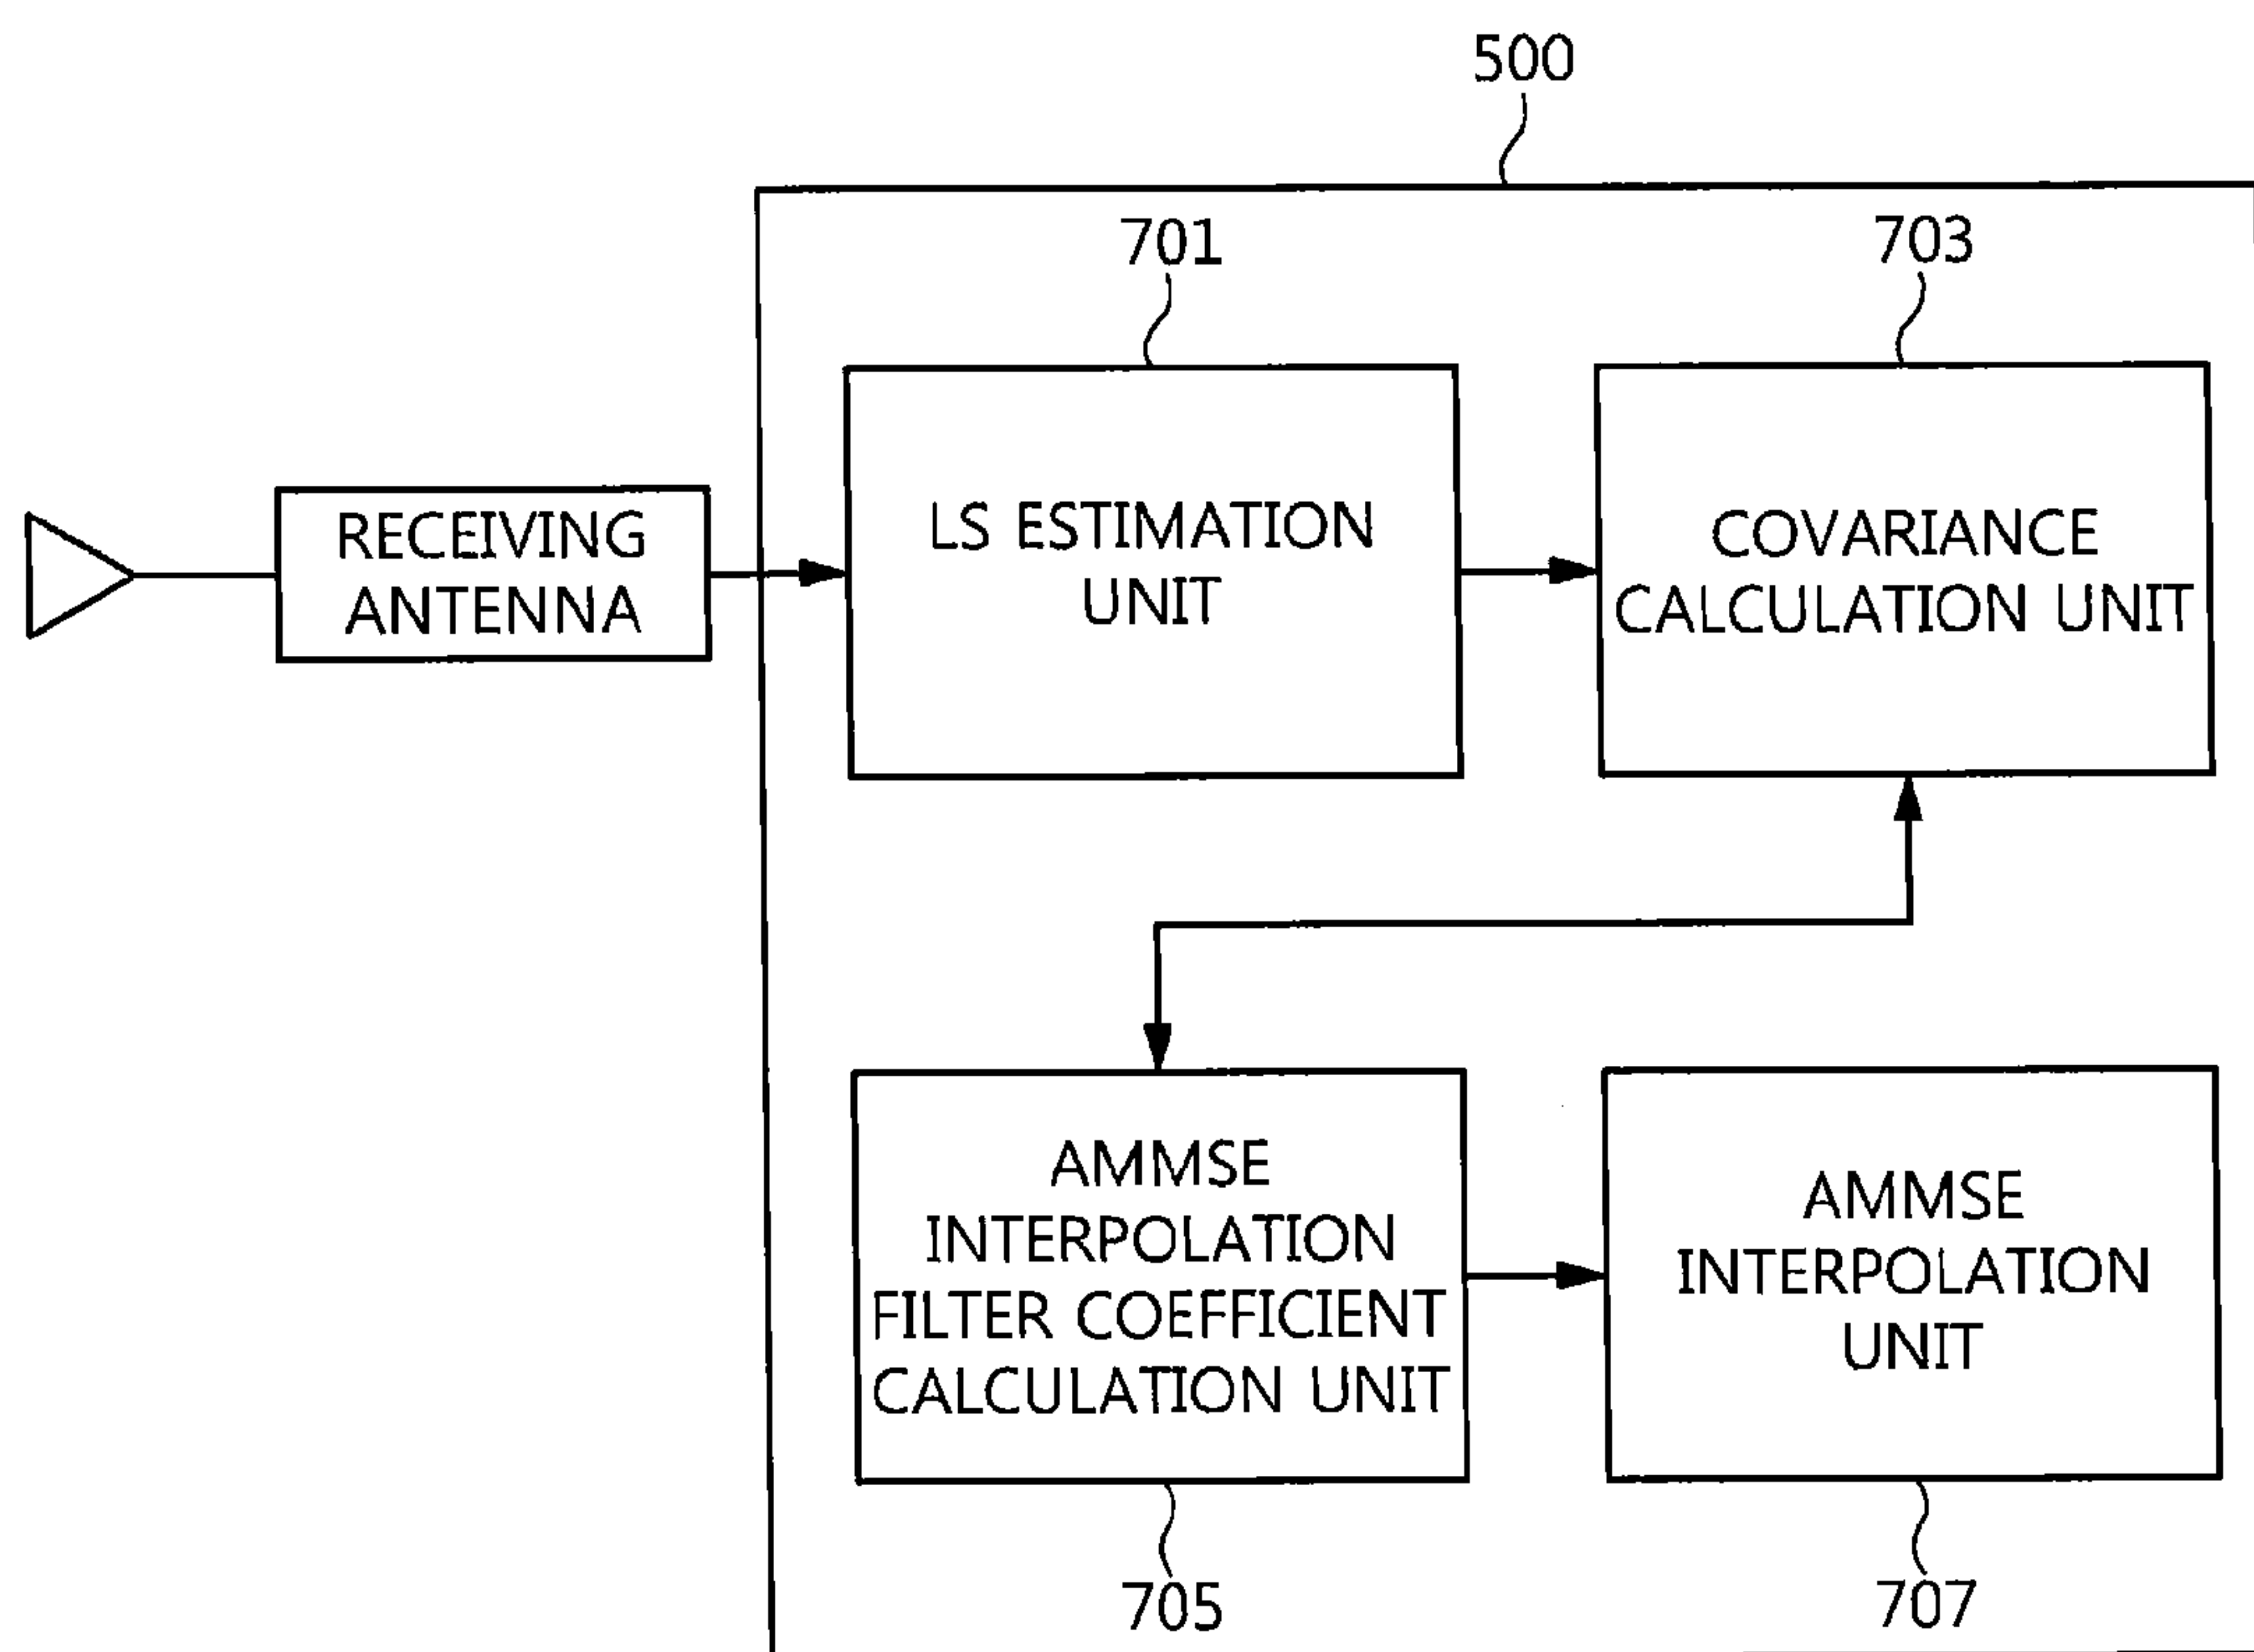 500
701
703
RECEIVING
ANTENNA
LS ESTIMATION
UNIT
COVARIANCE
CALCULATION UNIT
AMMSE
INTERPOLATION
FILTER COEFFICIENT
CALCULATION UNIT
AMMSE
INTERPOLATION
UNIT
705
707